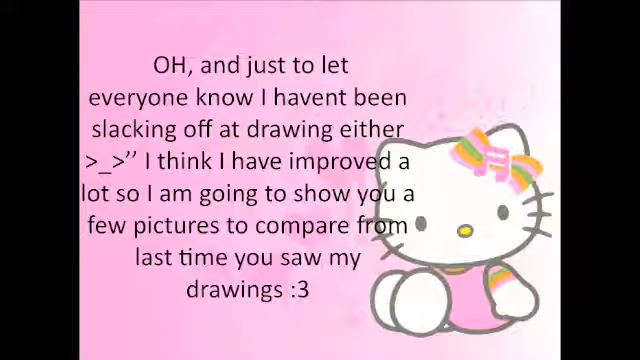 OH, and just to let
everyone know I havent been
slacking off at drawing either
>_>’’ I think I have improved a
lot so I am going to show you a
few pictures to compare from
last time you saw my
drawings :3